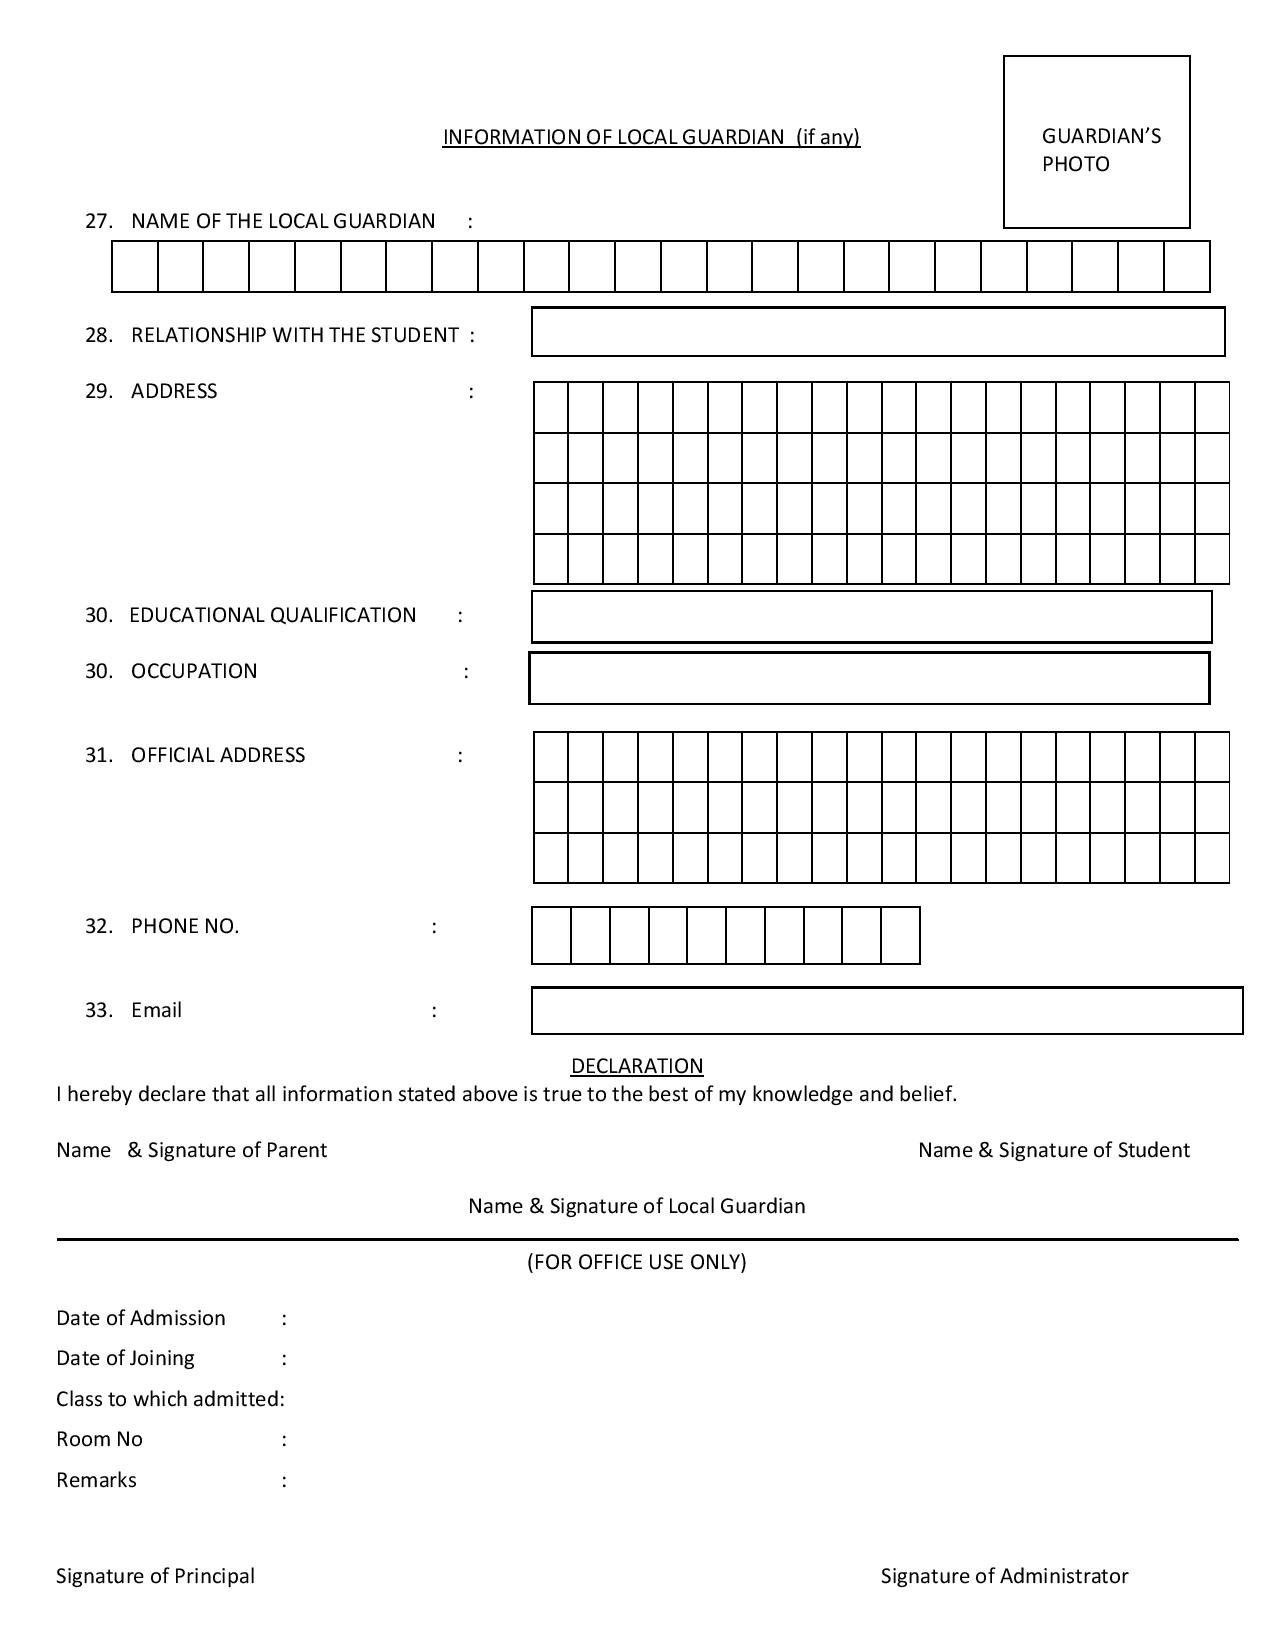 INFORMATION OF LOCAL GUARDIAN (if any)
GUARDIAN’S
PHOTO
27. NAME OF THE LOCAL GUARDIAN :
28. RELATIONSHIP WITH THE STUDENT :
29. ADDRESS :
30. EDUCATIONAL QUALIFICATION :
30. OCCUPATION :
31. OFFICIAL ADDRESS :
32. PHONE NO. :
33. Email :
DECLARATION
I hereby declare that all information stated above is true to the best of my knowledge and belief.
Name & Signature of Parent Name & Signature of Student
Name & Signature of Local Guardian
(FOR OFFICE USE ONLY)
Date of Admission :
Date of Joining :
Class to which admitted:
Room No :
Remarks :
Signature of Principal Signature of Administrator